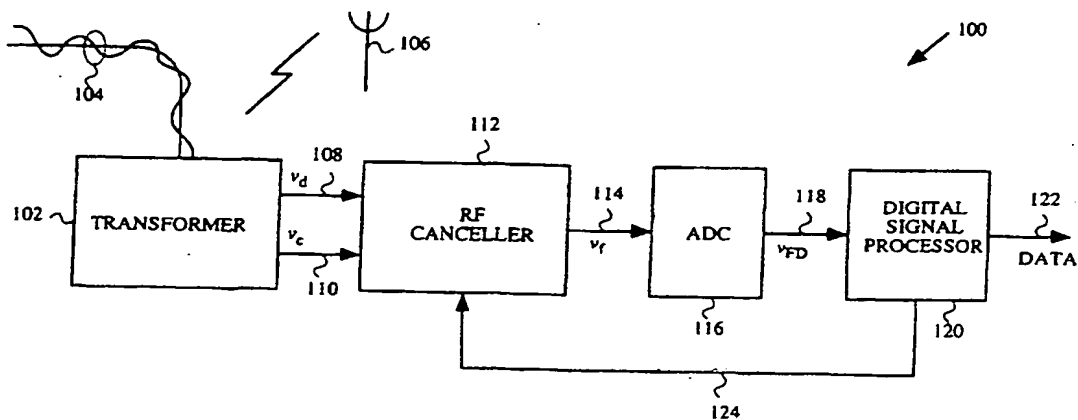 100
106
104
112
108
v_d
114
118
122
102
TRANSFORMER
RF
CANCELLER
ADC
DIGITAL
SIGNAL
PROCESSOR
v_c
v_f
v_FD
DATA
110
116
120
124